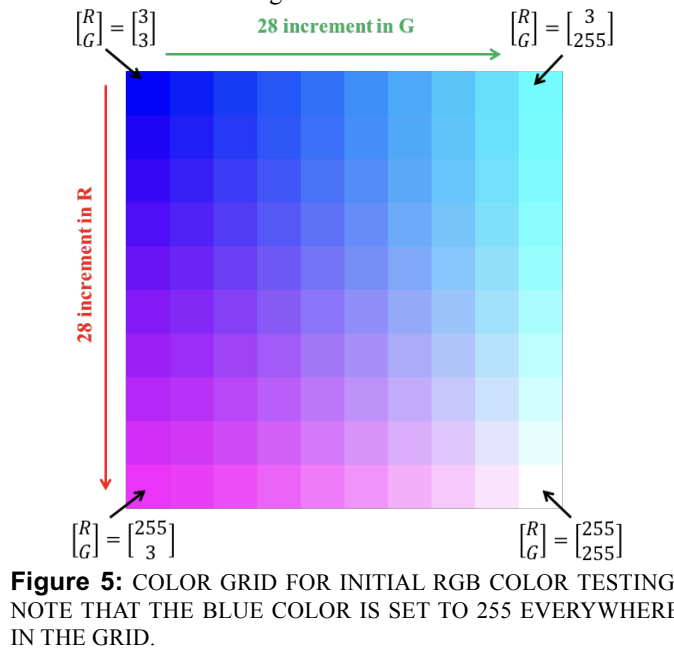 [R G] = [3 3]
28 increment in G
[R G] = [3 255]
28 increment in R
[R G] = [255 3]
[R G] = [255 255]
Figure 5: COLOR GRID FOR INITIAL RGB COLOR TESTING
NOTE THAT THE BLUE COLOR IS SET TO 255 EVERYWHERE
IN THE GRID.